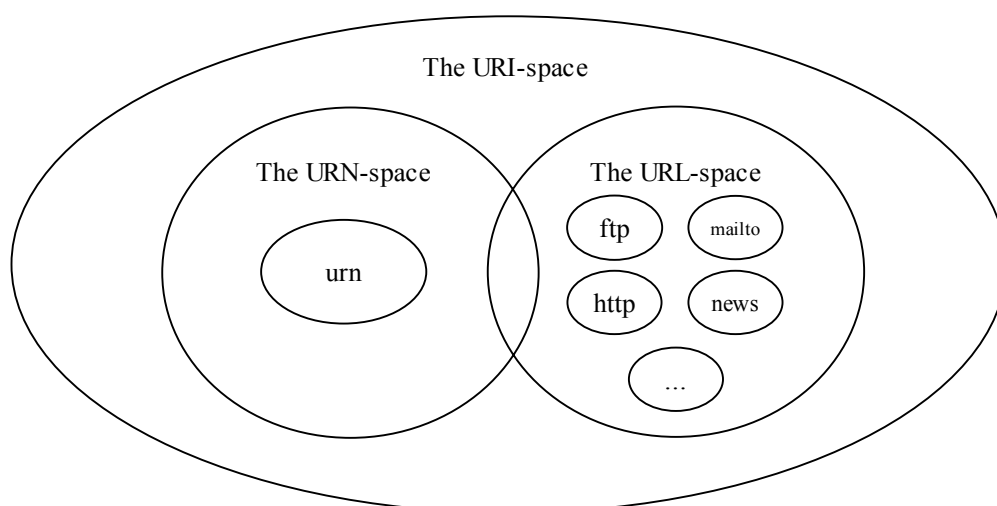 The URI-space
The URN-space
The URL-space
ftp
mailto
urn
http
news
...